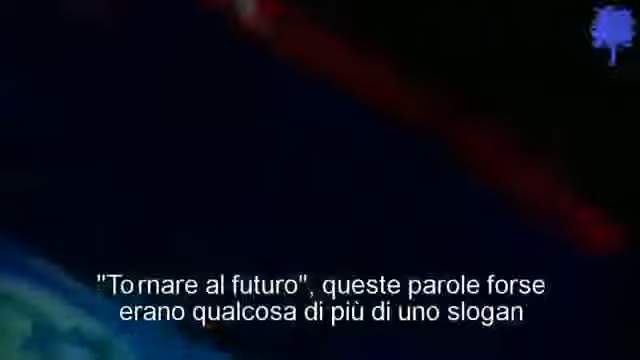 "Tornare al futuro", queste parole forse
erano qualcosa di più di uno slogan